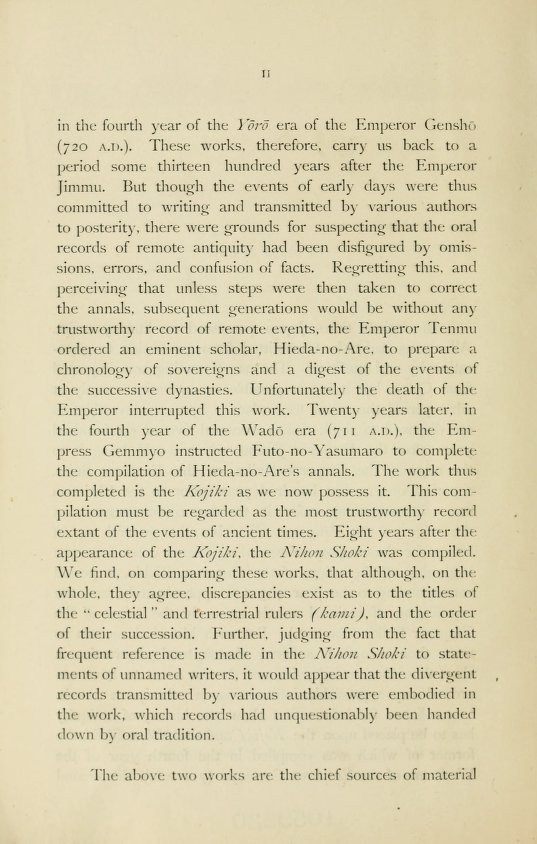 11
in the fourth year of the Yōrō era of the Emperor Genshō
(720 A.D.). These works, therefore, carry us back to a
period some thirteen hundred years after the Emperor
Jimmu. But though the events of early days were thus
committed to writing and transmitted by various authors
to posterity, there were grounds for suspecting that the oral
records of remote antiquity had been disfigured by omis-
sions, errors, and confusion of facts. Regretting this, and
perceiving that unless steps were then taken to correct
the annals, subsequent generations would be without any
trustworthy record of remote events, the Emperor Tenmu
ordered an eminent scholar, Hieda-no-Are, to prepare a
chronology of sovereigns and a digest of the events of
the successive dynasties. Unfortunately the death of the
Emperor interrupted this work. Twenty years later, in
the fourth year of the Wadō era (711 A.D.), the Em-
press Gemmyo instructed Futo-no-Yasumaro to complete
the compilation of Hieda-no-Are's annals. The work thus
completed is the Kojiki as we now possess it. This com-
pilation must be regarded as the most trustworthy record
extant of the events of ancient times. Eight years after the
appearance of the Kojiki, the Nihon Shoki was compiled.
We find, on comparing these works, that although, on the
whole, they agree, discrepancies exist as to the titles of
the “ celestial ” and terrestrial rulers (kami), and the order
of their succession. Further, judging from the fact that
frequent reference is made in the Nihon Shoki to state-
ments of unnamed writers, it would appear that the divergent
records transmitted by various authors were embodied in
the work, which records had unquestionably been handed
down by oral tradition.
The above two works are the chief sources of material